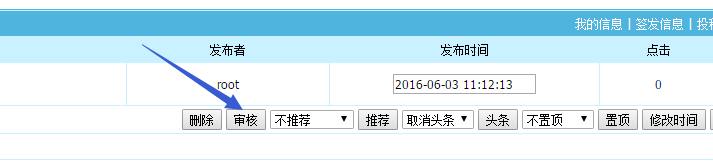 我的信息 | 签发信息 | 投稿
发布者 发布时间 点击
root 2016-06-03 11:12:13 0
删除 审核 不推荐 推荐 取消头条 头条 不置顶 置顶 修改时间